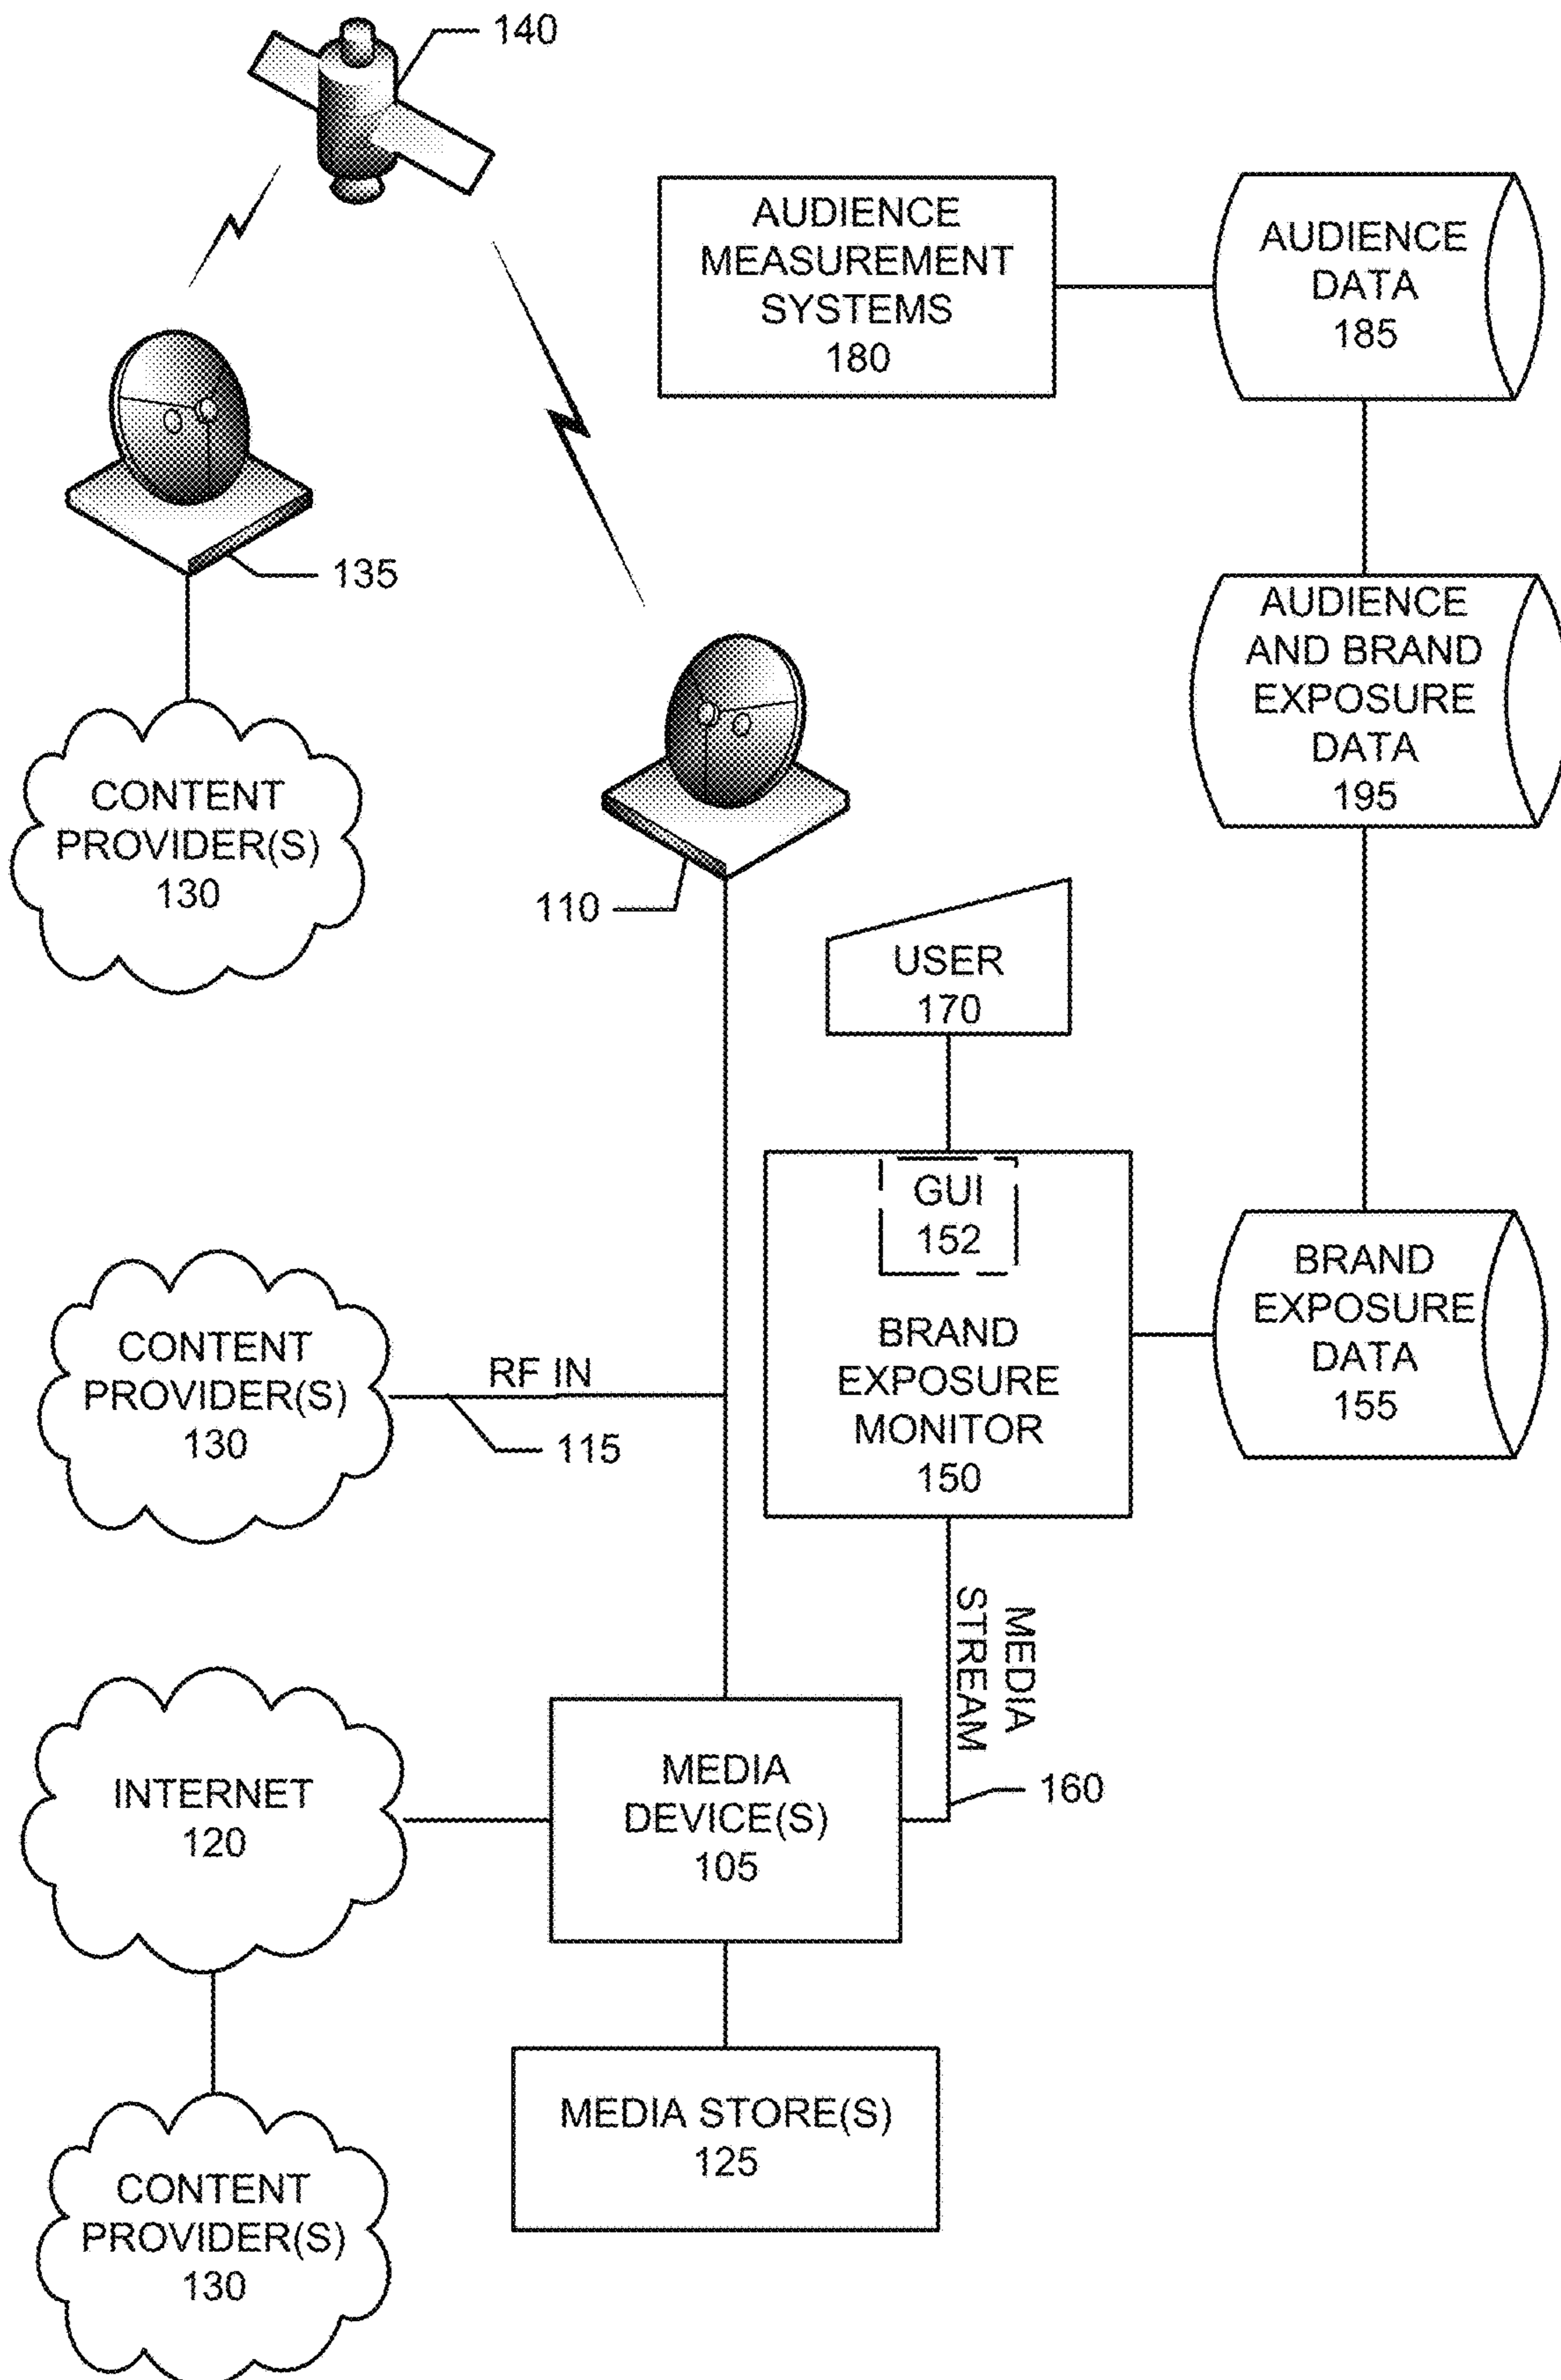 140
AUDIENCE
MEASUREMENT
SYSTEMS
180
AUDIENCE
DATA
185
135
AUDIENCE
AND BRAND
EXPOSURE
DATA
195
CONTENT
PROVIDER(S)
130
110
USER
170
GUI
152
BRAND
EXPOSURE
MONITOR
150
BRAND
EXPOSURE
DATA
155
CONTENT
PROVIDER(S)
130
RF IN
115
MEDIA
STREAM
160
INTERNET
120
MEDIA
DEVICE(S)
105
MEDIA STORE(S)
125
CONTENT
PROVIDER(S)
130